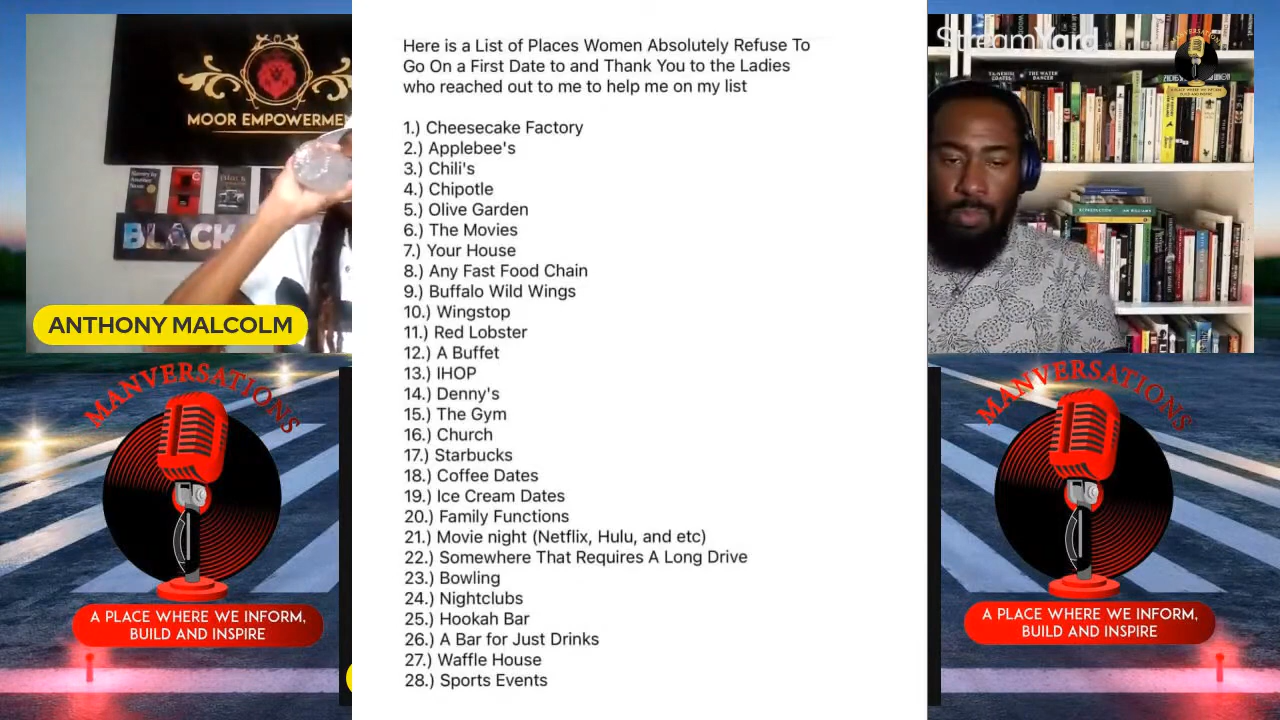 MOOR EMPOWERMEN
BLACK
ANTHONY MALCOLM
MANVERSATIONS
A PLACE WHERE WE INFORM,
BUILD AND INSPIRE
Here is a List of Places Women Absolutely Refuse To
Go On a First Date to and Thank You to the Ladies
who reached out to me to help me on my list
1.) Cheesecake Factory
2.) Applebee's
3.) Chili's
4.) Chipotle
5.) Olive Garden
6.) The Movies
7.) Your House
8.) Any Fast Food Chain
9.) Buffalo Wild Wings
10.) Wingstop
11.) Red Lobster
12.) A Buffet
13.) IHOP
14.) Denny's
15.) The Gym
16.) Church
17.) Starbucks
18.) Coffee Dates
19.) Ice Cream Dates
20.) Family Functions
21.) Movie night (Netflix, Hulu, and etc)
22.) Somewhere That Requires A Long Drive
23.) Bowling
24.) Nightclubs
25.) Hookah Bar
26.) A Bar for Just Drinks
27.) Waffle House
28.) Sports Events
StreamYard
MANVERSATIONS
A PLACE WHERE WE INFORM,
BUILD AND INSPIRE